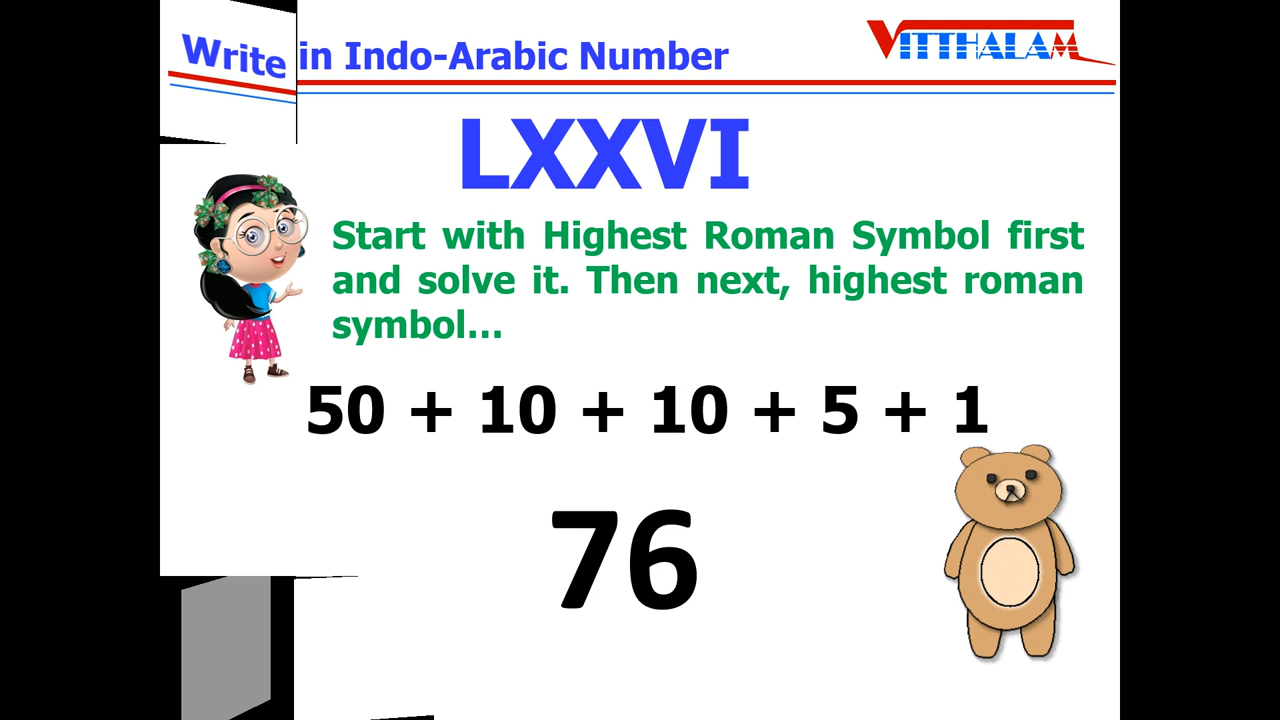 Write in Indo-Arabic Number
VITTHALAM
LXXVI
Start with Highest Roman Symbol first
and solve it. Then next, highest roman
symbol...
50 + 10 + 10 + 5 + 1
76